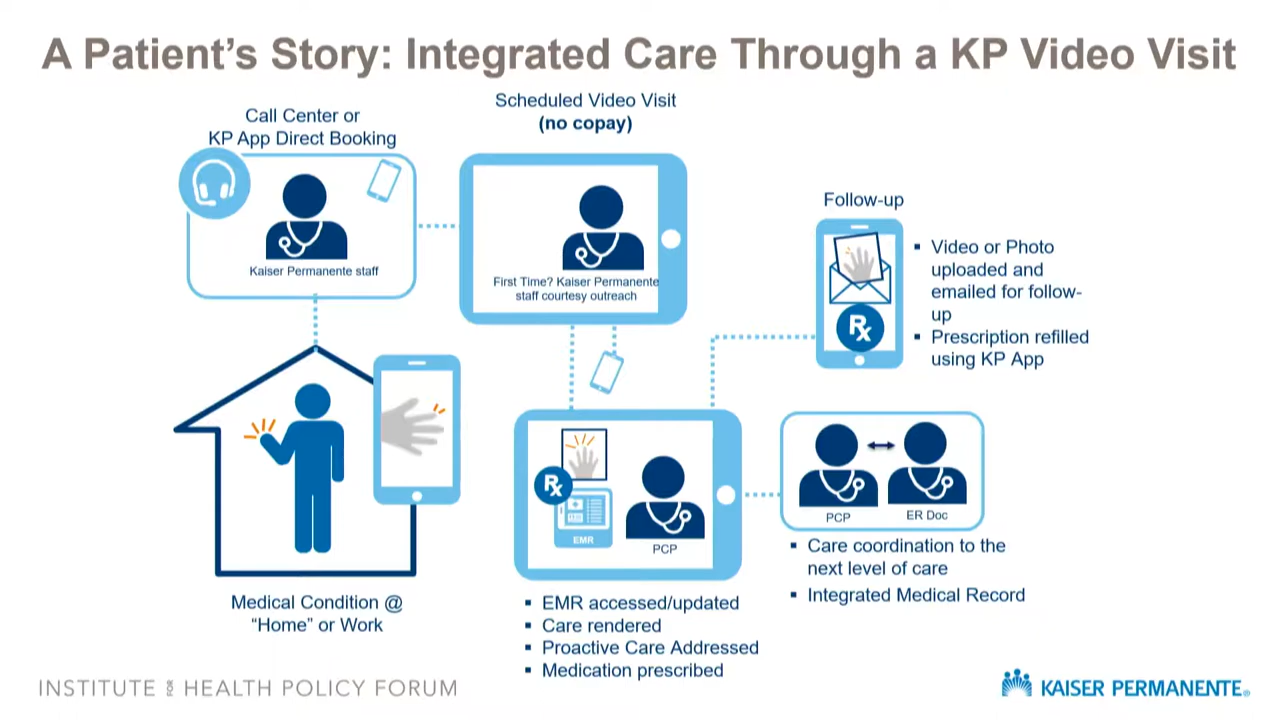 A Patient's Story: Integrated Care Through a KP Video Visit
Call Center or
KP App Direct Booking
Kaiser Permanente staff
Scheduled Video Visit
(no copay)
First Time? Kaiser Permanente
staff courtesy outreach
Follow-up
Rx
▪ Video or Photo
uploaded and
emailed for follow-
up
▪ Prescription refilled
using KP App
Medical Condition @
"Home" or Work
Rx
EMR
PCP
▪ EMR accessed/updated
▪ Care rendered
▪ Proactive Care Addressed
▪ Medication prescribed
PCP
ER Doc
▪ Care coordination to the
next level of care
▪ Integrated Medical Record
INSTITUTE FOR HEALTH POLICY FORUM
KAISER PERMANENTE®